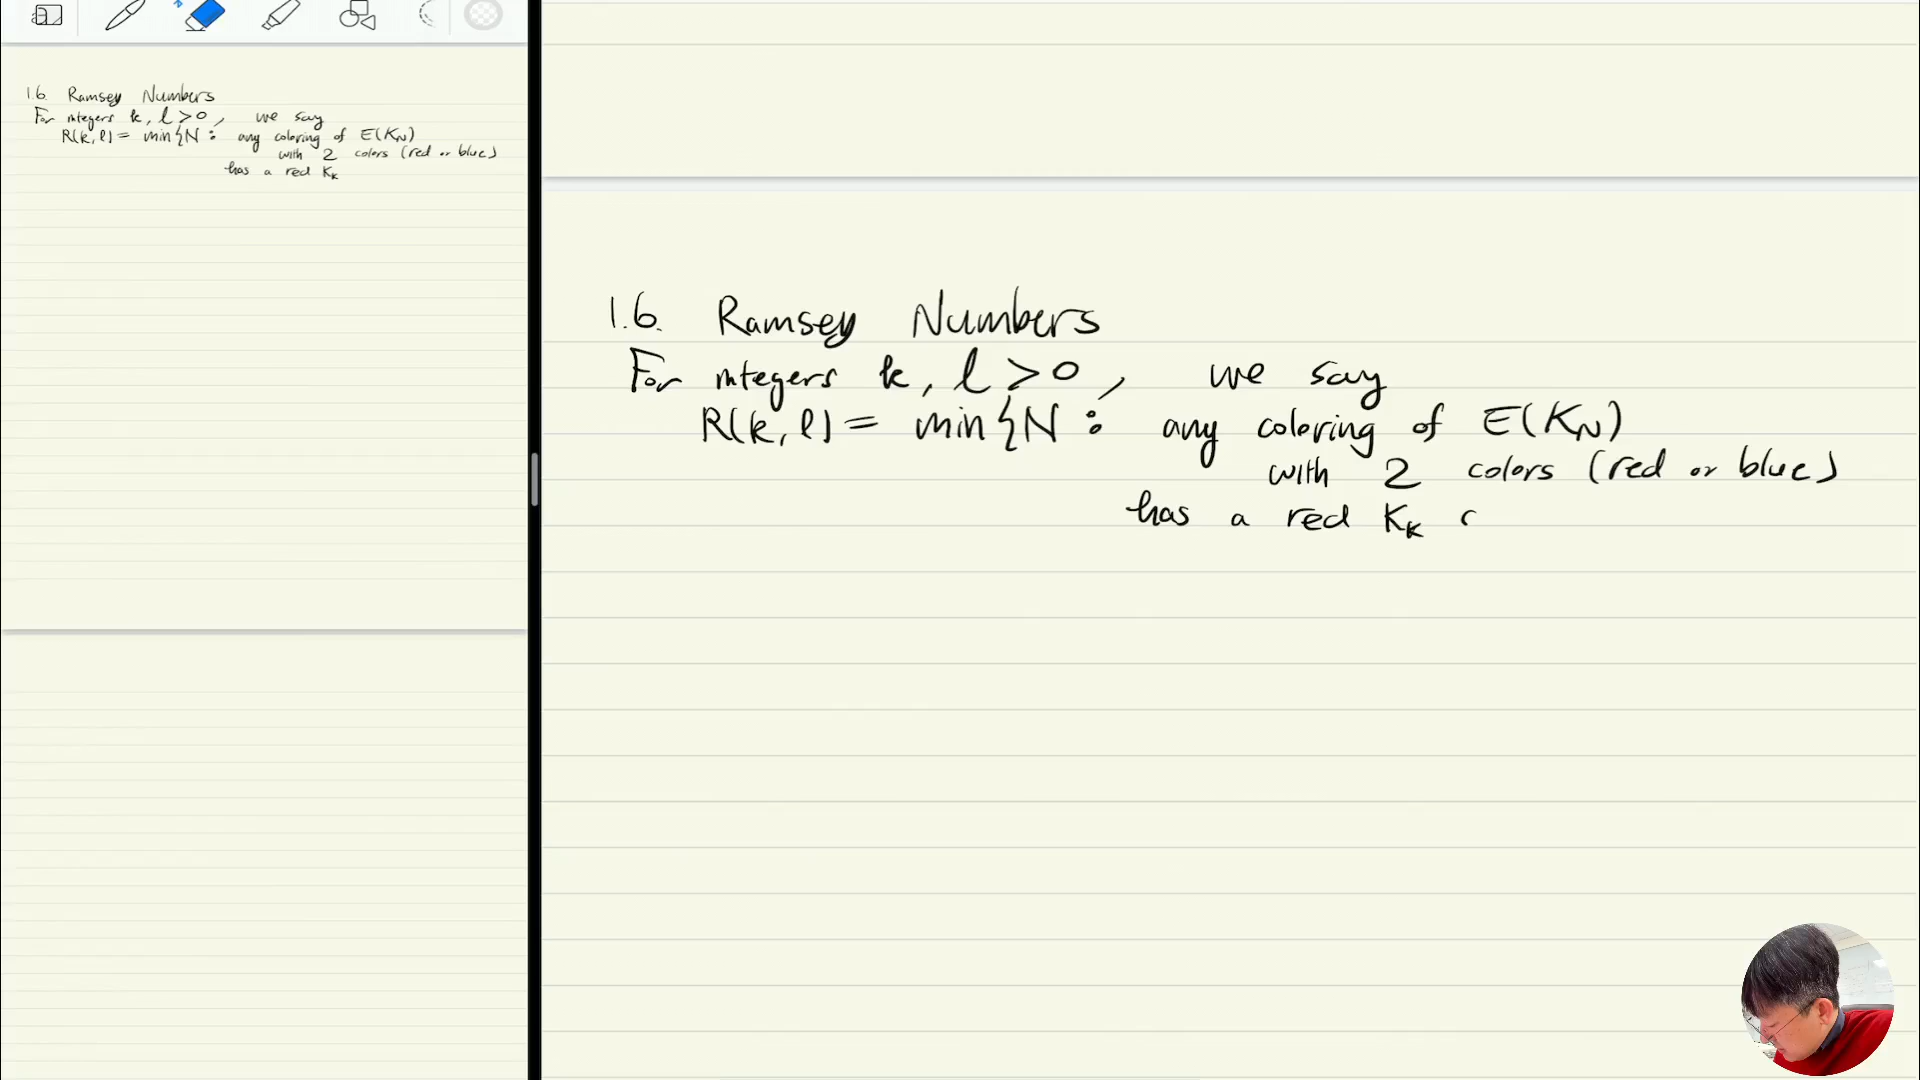 1.6. Ramsey Numbers
For integers k, l > 0, we say
R(k, l) = min{N : any coloring of E(K_N)
with 2 colors (red or blue)
has a red K_k
1.6. Ramsey Numbers
For integers k, l > 0, we say
R(k, l) = min{N : any coloring of E(K_N)
with 2 colors (red or blue)
has a red K_k